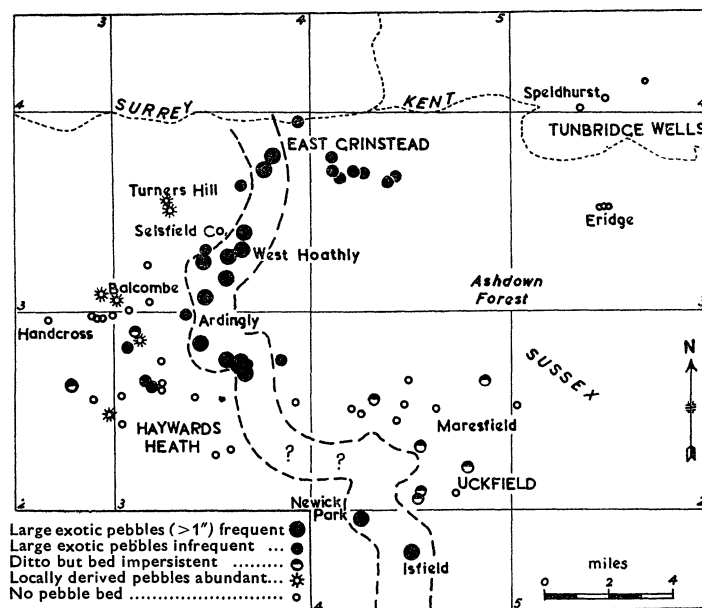 3 4 5
4 SURREY KENT Speldhurst 4
EAST GRINSTEAD TUNBRIDGE WELLS
Turners Hill
Selsfield Co. Eridge
West Hoathly
Balcombe Ashdown
Forest
3 3
Handcross Ardingly
N
SUSSEX
HAYWARDS
HEATH
Maresfield
? ?
UCKFIELD
2 3 Newick
Park 2
Isfield
Large exotic pebbles (>1″) frequent
Large exotic pebbles infrequent ...
Ditto but bed impersistent .........
Locally derived pebbles abundant...
No pebble bed ......................
miles
0 2 4
4 5